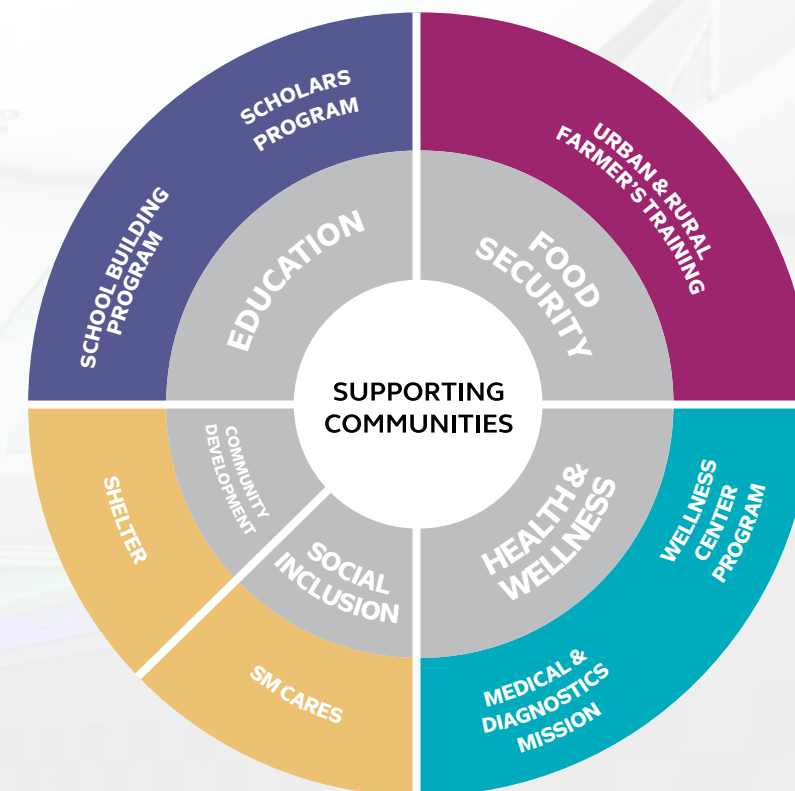 SCHOLARS
PROGRAM
SCHOOL BUILDING
PROGRAM
EDUCATION
URBAN & RURAL
FARMER'S TRAINING
FOOD
SECURITY
SUPPORTING
COMMUNITIES
COMMUNITY
DEVELOPMENT
SHELTER
SOCIAL
INCLUSION
SM CARES
HEALTH &
WELLNESS
WELLNESS
CENTER
PROGRAM
MEDICAL &
DIAGNOSTICS
MISSION